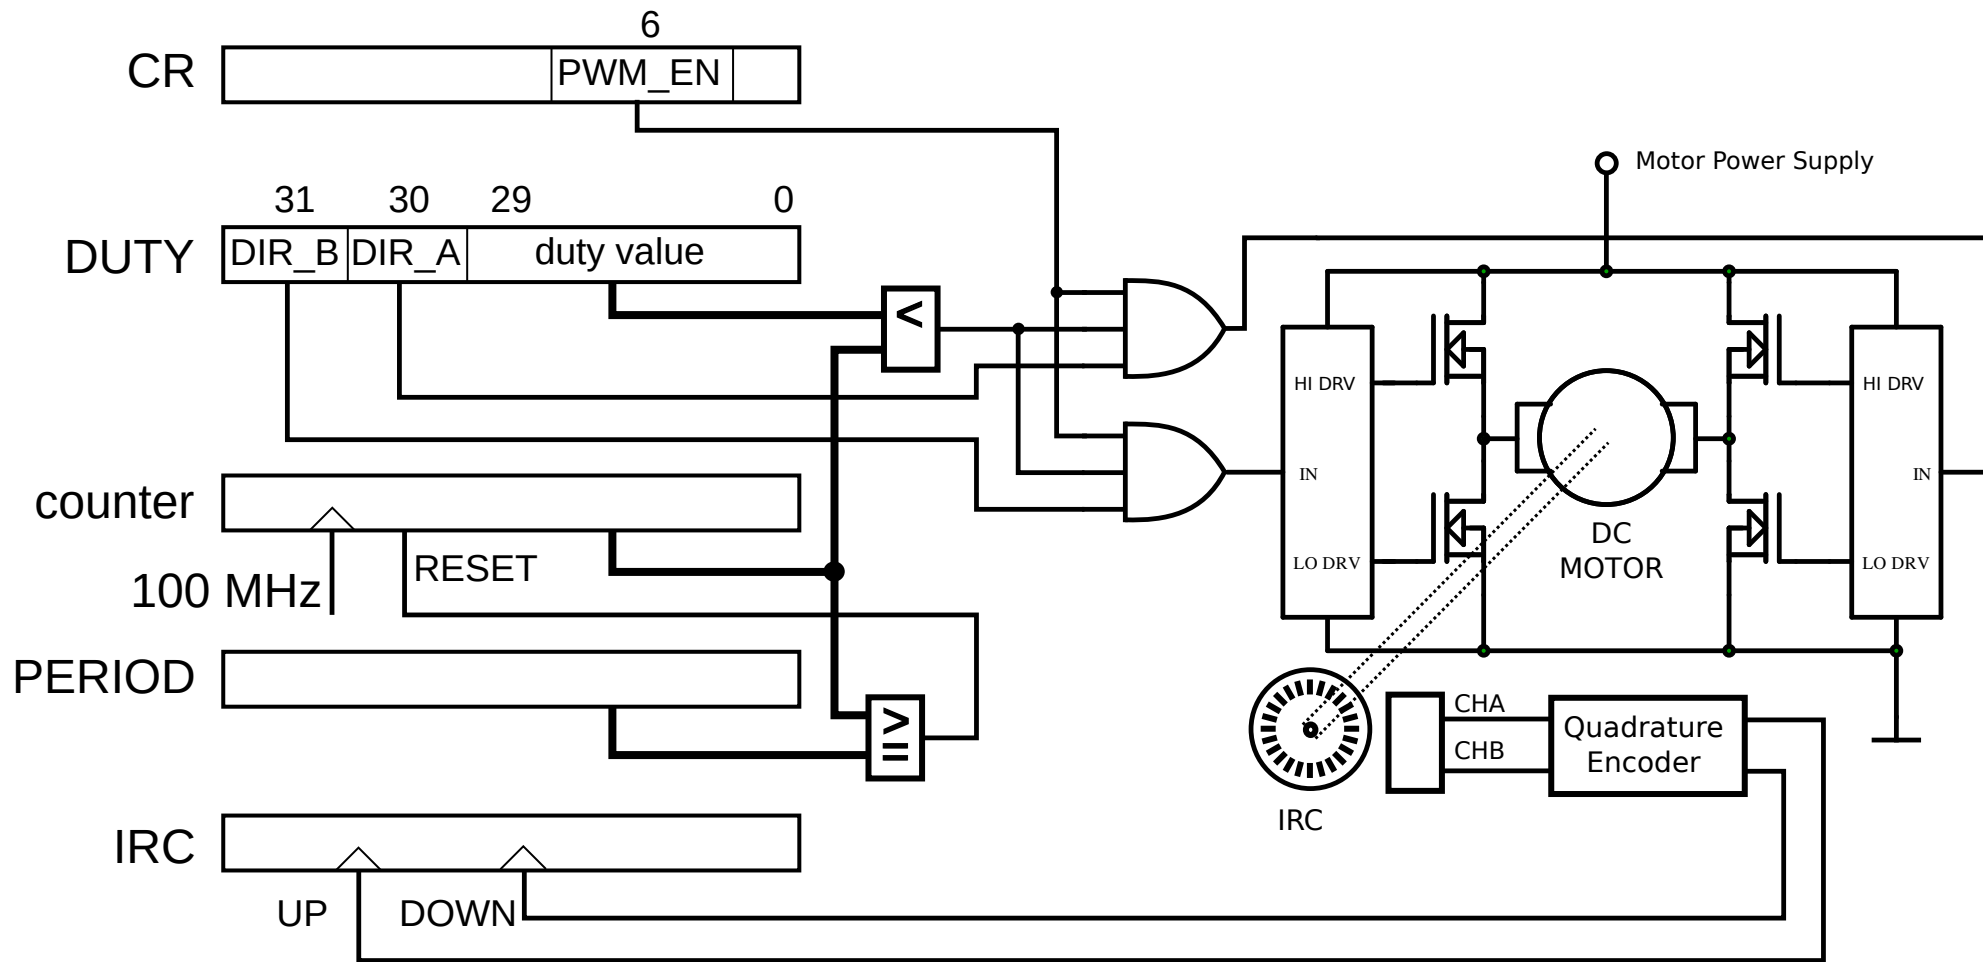 6
CR
PWM_EN
Motor Power Supply
31 30 29 0
DUTY
DIR_B DIR_A duty value
<
HI DRV
HI DRV
counter
IN
IN
DC
MOTOR
RESET
LO DRV
LO DRV
100 MHz
PERIOD
CHA
>=
Quadrature
CHB
Encoder
IRC
IRC
UP DOWN